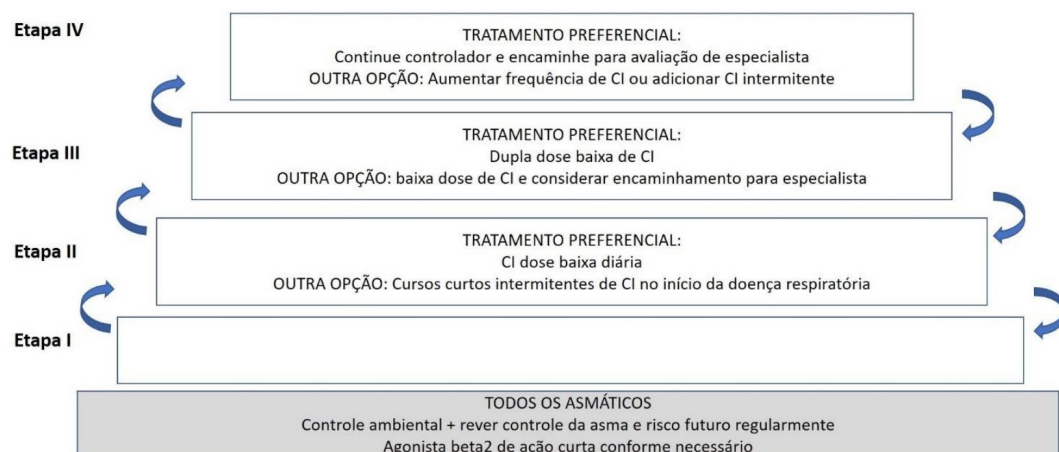 Etapa IV
TRATAMENTO PREFERENCIAL:
Continue controlador e encaminhe para avaliação de especialista
OUTRA OPÇÃO: Aumentar frequência de CI ou adicionar CI intermitente
Etapa III
TRATAMENTO PREFERENCIAL:
Dupla dose baixa de CI
OUTRA OPÇÃO: baixa dose de CI e considerar encaminhamento para especialista
Etapa II
TRATAMENTO PREFERENCIAL:
CI dose baixa diária
OUTRA OPÇÃO: Cursos curtos intermitentes de CI no início da doença respiratória
Etapa I
TODOS OS ASMÁTICOS
Controle ambiental + rever controle da asma e risco futuro regularmente
Agonista beta2 de ação curta conforme necessário